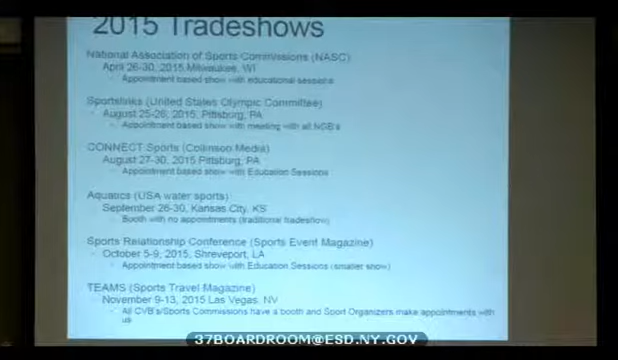 2015 Tradeshows
National Association of Sports Commissions (NASC)
April 26-30, 2015 Milwaukee, WI
Appointment based show with educational sessions
Sportslinks (United States Olympic Committee)
August 25-26, 2015, Pittsburg, PA
Appointment based show with meeting with all NGB's
CONNECT Sports (Collinson Media)
August 27-30, 2015 Pittsburg, PA
Appointment based show with Education Sessions
Aquatics (USA water sports)
September 26-30, Kansas City, KS
Booth with no appointments (traditional tradeshow)
Sports Relationship Conference (Sports Event Magazine)
October 5-9, 2015, Shreveport, LA
Appointment based show with Education Sessions (smaller show)
TEAMS (Sports Travel Magazine)
November 9-13, 2015 Las Vegas, NV
All CVB's/Sports Commissions have a booth and Sport Organizers make appointments with
us
37BOARDROOM@ESD.NY.GOV